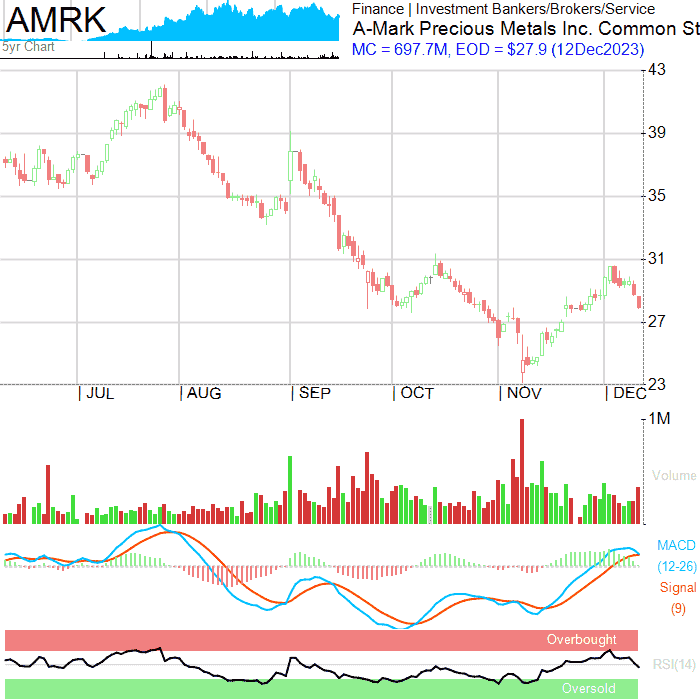 AMRK
5yr Chart
Finance | Investment Bankers/Brokers/Service
A-Mark Precious Metals Inc. Common St
MC = 697.7M, EOD = $27.9 (12Dec2023)
43
39
35
31
27
23
| JUL | AUG | SEP | OCT | NOV | DEC
1M
Volume
MACD
(12-26)
Signal
(9)
Overbought
RSI(14)
Oversold